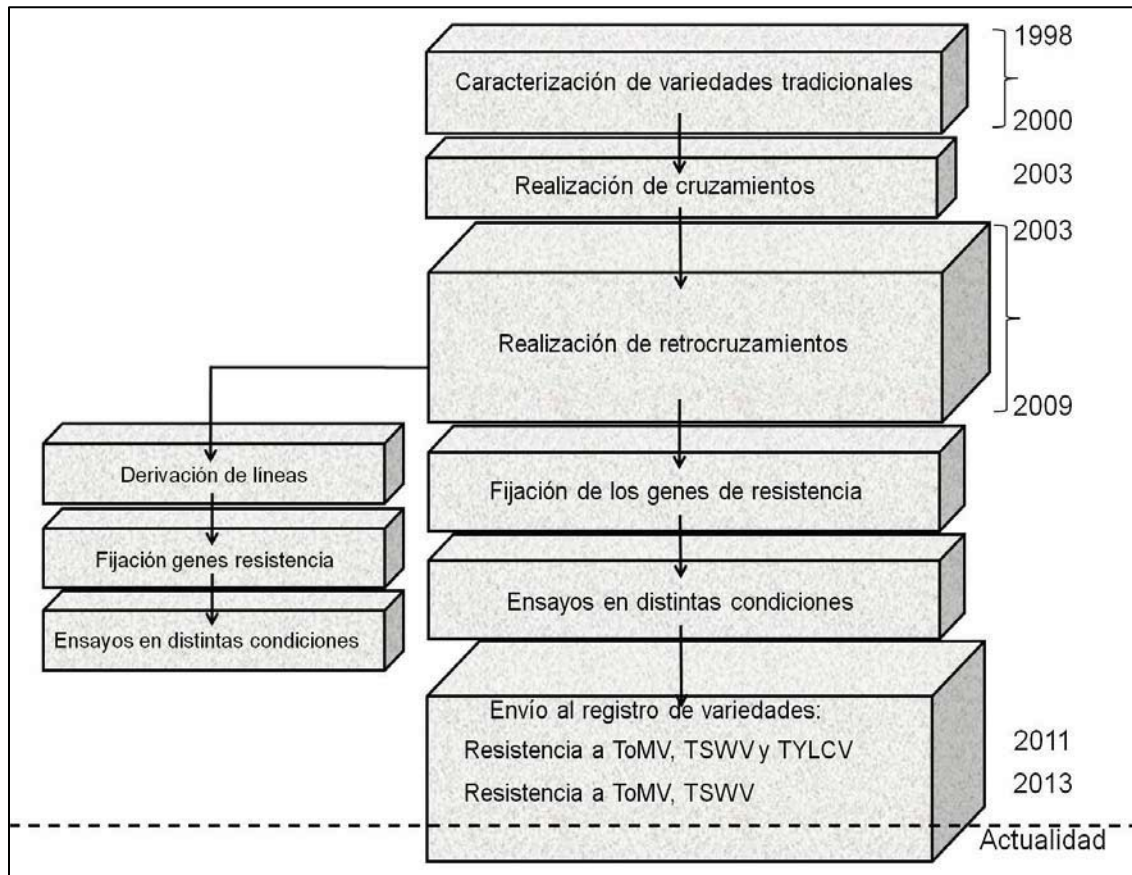 1998
Caracterización de variedades tradicionales
2000
Realización de cruzamientos
2003
2003
Realización de retrocruzamientos
2009
Derivación de líneas
Fijación de los genes de resistencia
Fijación genes resistencia
Ensayos en distintas condiciones
Ensayos en distintas condiciones
Envío al registro de variedades:
Resistencia a ToMV, TSWV y TYLCV
2011
Resistencia a ToMV, TSWV
2013
Actualidad